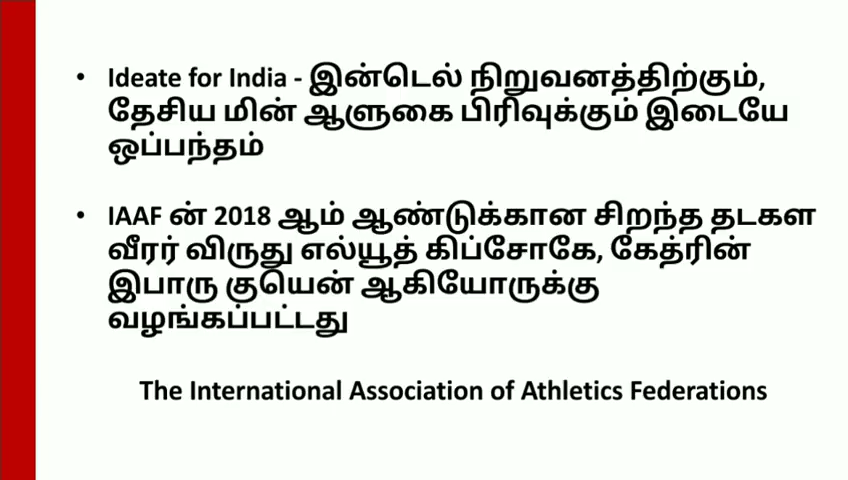 • Ideate for India - இன்டெல் நிறுவனத்திற்கும்,
தேசிய மின் ஆளுகை பிரிவுக்கும் இடையே
ஒப்பந்தம்
• IAAF ன் 2018 ஆம் ஆண்டுக்கான சிறந்த தடகள
வீரர் விருது எல்யூத் கிப்சோகே, கேத்ரின்
இபாரு குயென் ஆகியோருக்கு
வழங்கப்பட்டது
The International Association of Athletics Federations